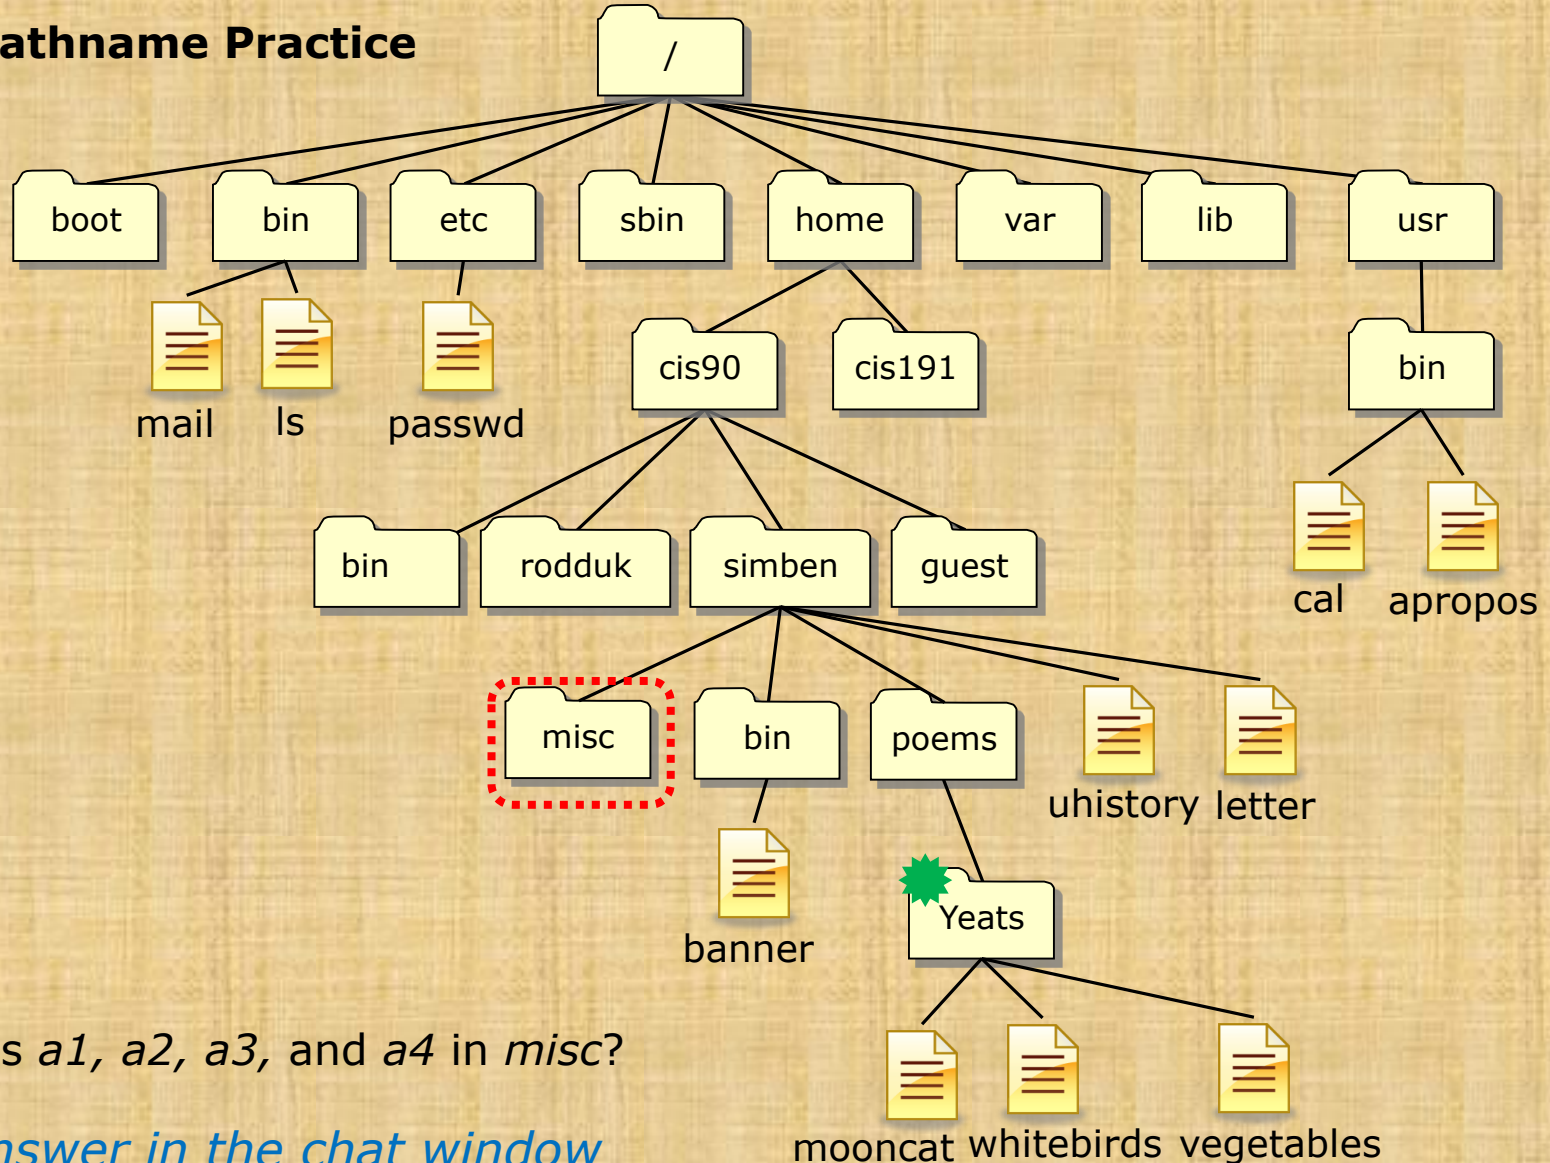 athname Practice
/
boot bin etc sbin home var lib usr
mail ls passwd cis90 cis191 bin
bin rodduk simben guest
cal apropos
misc bin poems
uhistory letter
banner
Yeats
s a1, a2, a3, and a4 in misc?
nswer in the chat window
mooncat whitebirds vegetables